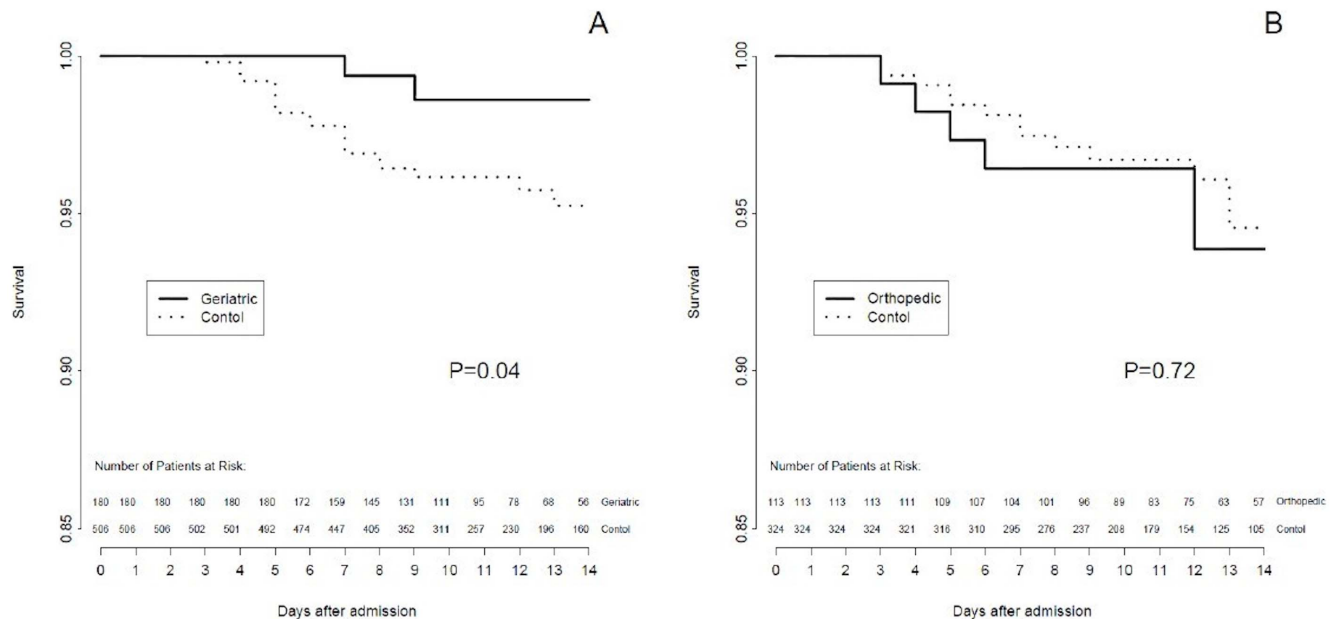 A
1.00
0.95
0.90
0.85
Survival
Geriatric
Contol
P=0.04
Number of Patients at Risk:
180 180 180 180 180 180 172 159 145 131 111 95 78 68 56 Geriatric
506 506 506 502 501 492 474 447 405 352 311 257 230 196 160 Contol
0 1 2 3 4 5 6 7 8 9 10 11 12 13 14
Days after admission
B
1.00
0.95
0.90
0.85
Survival
Orthopedic
Contol
P=0.72
Number of Patients at Risk:
113 113 113 113 111 109 107 104 101 96 89 83 75 63 57 Orthopedic
324 324 324 324 321 316 310 295 276 237 208 179 154 125 105 Contol
0 1 2 3 4 5 6 7 8 9 10 11 12 13 14
Days after admission